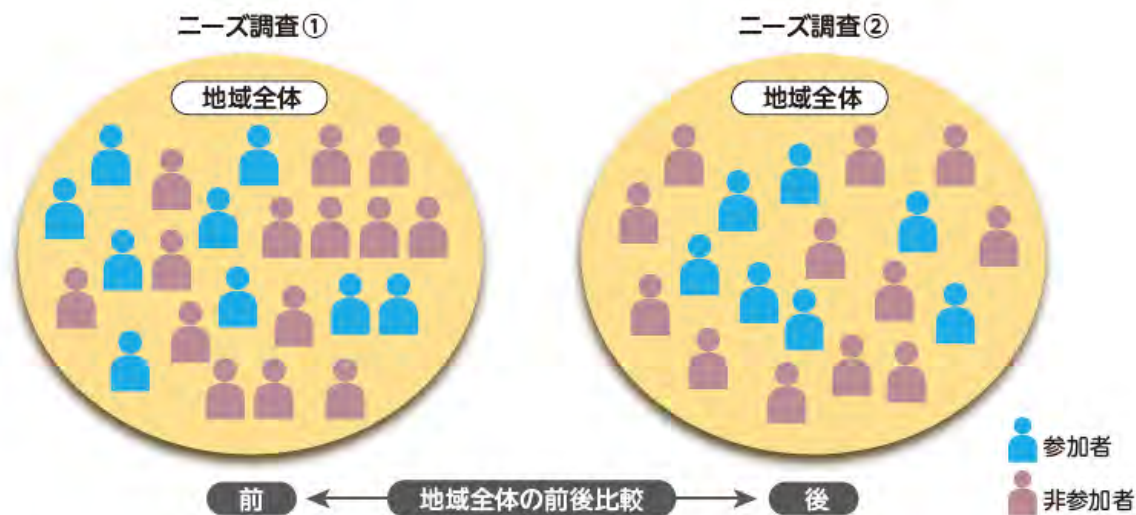 ニーズ調査①
ニーズ調査②
地域全体
地域全体
参加者
非参加者
前
地域全体の前後比較
後